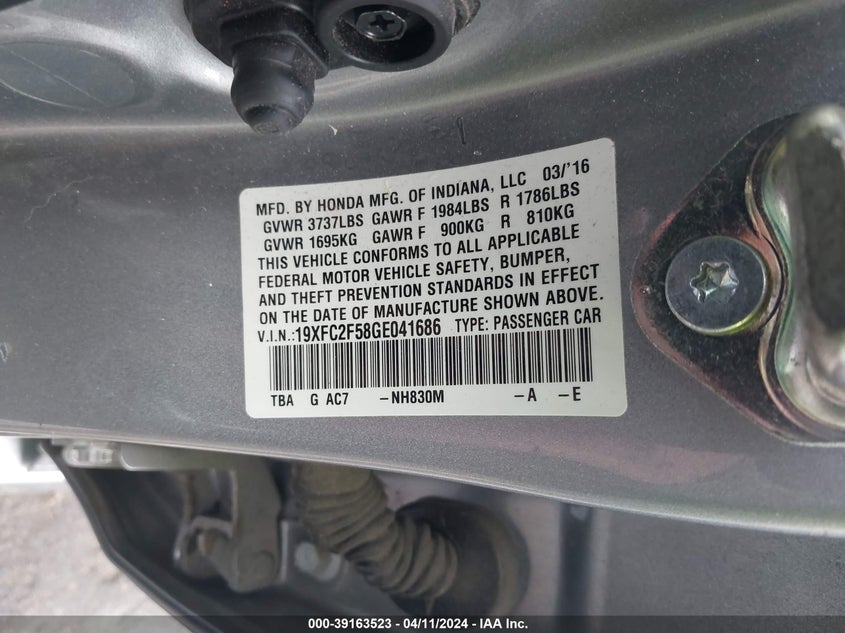 MFD. BY HONDA MFG. OF INDIANA, LLC 03/'16
GVWR 3737LBS GAWR F 1984LBS R 1786LBS
GVWR 1695KG GAWR F 900KG R 810KG
THIS VEHICLE CONFORMS TO ALL APPLICABLE
FEDERAL MOTOR VEHICLE SAFETY, BUMPER,
AND THEFT PREVENTION STANDARDS IN EFFECT
ON THE DATE OF MANUFACTURE SHOWN ABOVE.
V.I.N.:19XFC2F58GE041686 TYPE: PASSENGER CAR
TBA G AC7 -NH830M -A -E
000-39163523 - 04/11/2024 - IAA Inc.